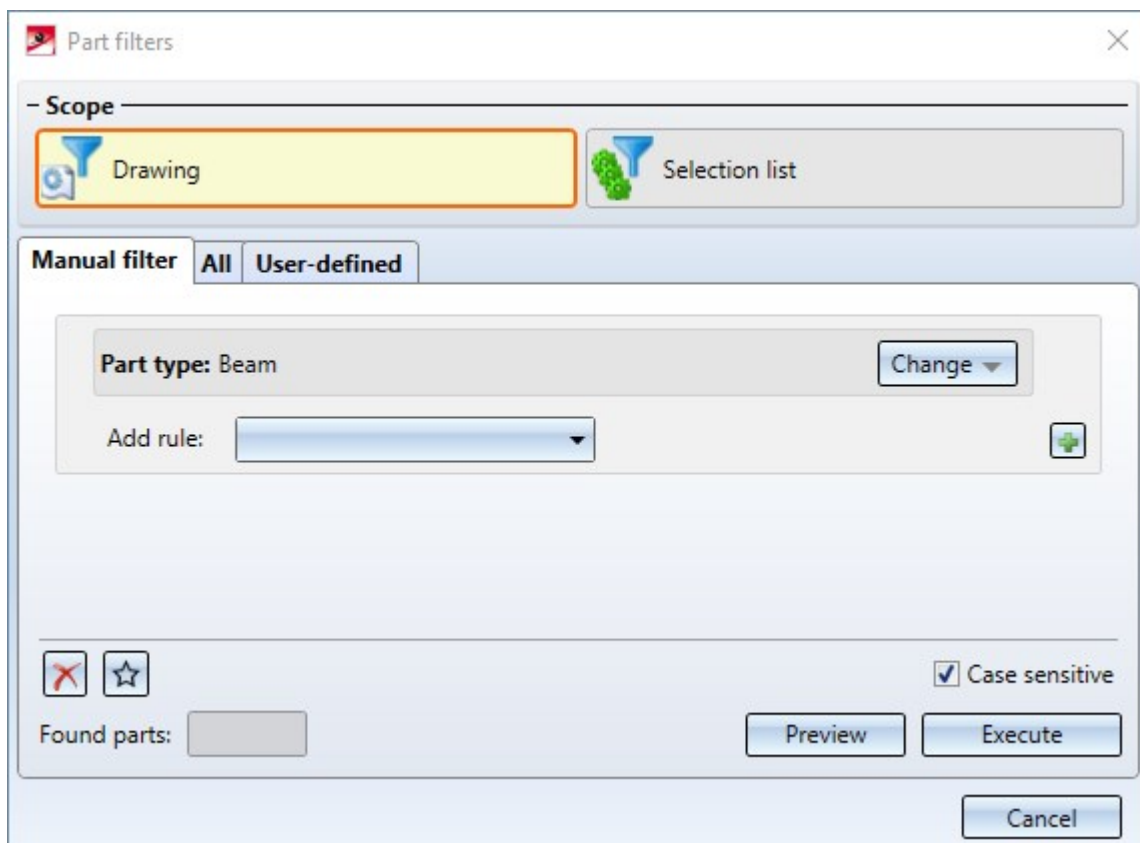 Part filters
Scope
Drawing
Selection list
Manual filter All User-defined
Part type: Beam
Change
Add rule:
Case sensitive
Found parts:
Preview
Execute
Cancel